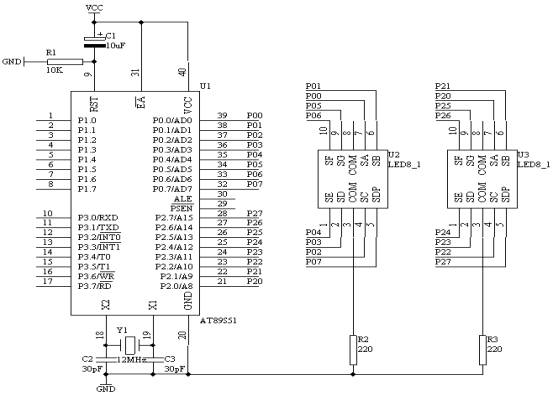 VCC
C1
10uF
R1
GND
10K
9
31
40
U1
RST
EA
VCC
1 P1.0 P0.0/AD0 39 P00
2 P1.1 P0.1/AD1 38 P01
3 P1.2 P0.2/AD2 37 P02
4 P1.3 P0.3/AD3 36 P03
5 P1.4 P0.4/AD4 35 P04
6 P1.5 P0.5/AD5 34 P05
7 P1.6 P0.6/AD6 33 P06
8 P1.7 P0.7/AD7 32 P07
ALE 30
PSEN 29
10 P3.0/RXD P2.7/A15 28 P27
11 P3.1/TXD P2.6/A14 27 P26
12 P3.2/INT0 P2.5/A13 26 P25
13 P3.3/INT1 P2.4/A12 25 P24
14 P3.4/T0 P2.3/A11 24 P23
15 P3.5/T1 P2.2/A10 23 P22
16 P3.6/WR P2.1/A9 22 P21
17 P3.7/RD P2.0/A8 21 P20
X2
X1
GND
AT89S51
18
19
20
Y1
12MHz
C2
30pF
C3
30pF
GND
P01
P00
P05
P06
10 9 8 7 6
SF SG COM SA SB
U2
LED8_1
SE SD COM SC SDP
1 2 3 4 5
P04
P03
P02
P07
R2
220
P21
P20
P25
P26
10 9 8 7 6
SF SG COM SA SB
U3
LED8_1
SE SD COM SC SDP
1 2 3 4 5
P24
P23
P22
P27
R3
220